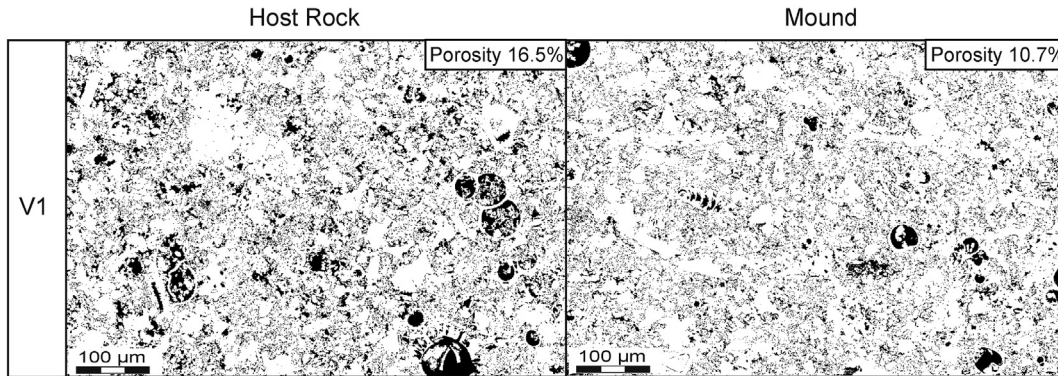 Host Rock
Mound
V1
Porosity 16.5%
Porosity 10.7%
100 µm
100 µm